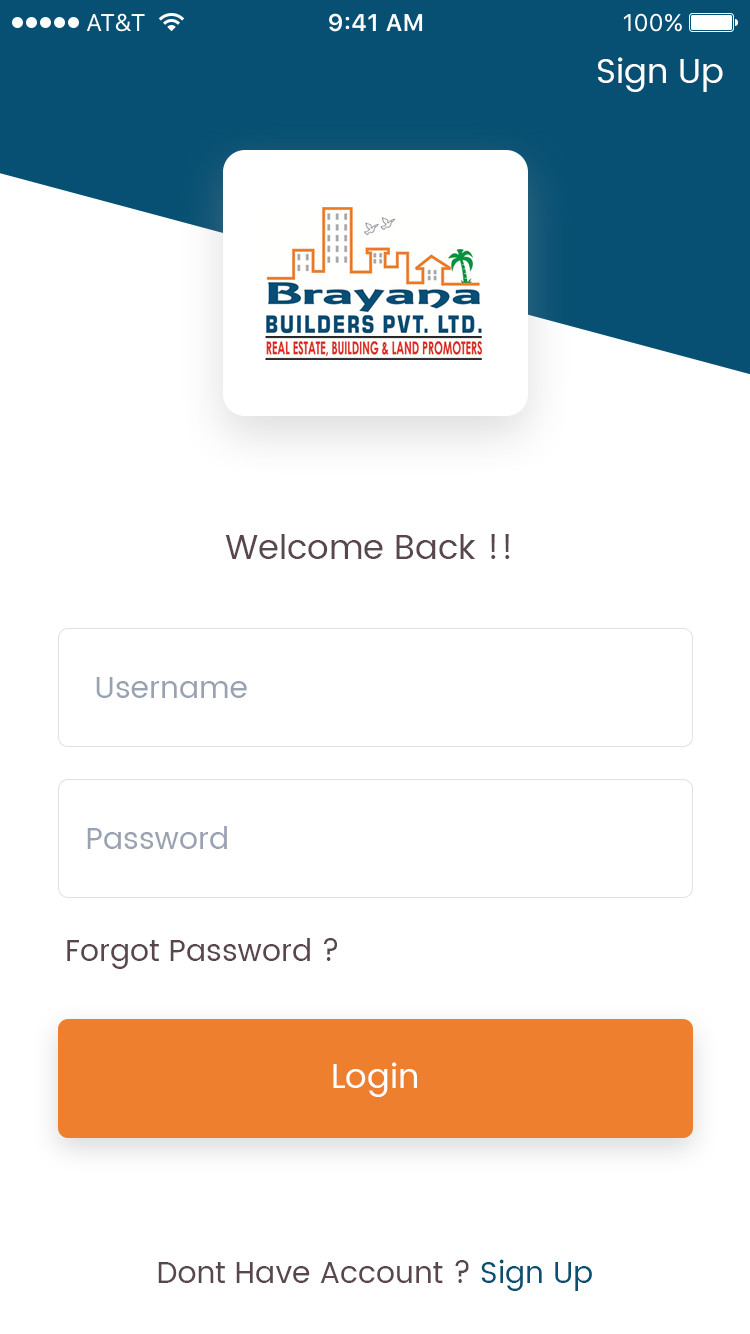 AT&T 9:41 AM 100%
Sign Up
Brayana
BUILDERS PVT. LTD.
REAL ESTATE, BUILDING & LAND PROMOTERS
Welcome Back !!
Username
Password
Forgot Password ?
Login
Dont Have Account ? Sign Up